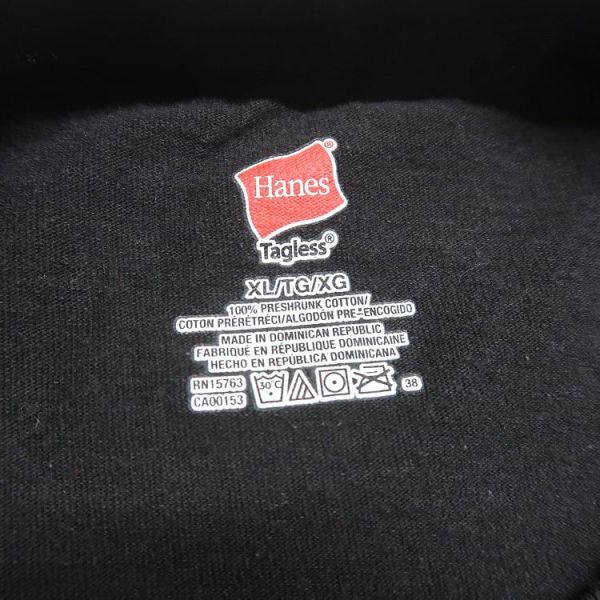 Hanes®
Tagless®
XL/TG/XG
100% PRESHRUNK COTTON/
COTON PRÉRÉTRÉCI/ALGODÓN PRE-ENCOGIDO
MADE IN DOMINICAN REPUBLIC
FABRIQUÉ EN RÉPUBLIQUE DOMINICAINE
HECHO EN REPÚBLICA DOMINICANA
RN15763
CA00153
30°C
38